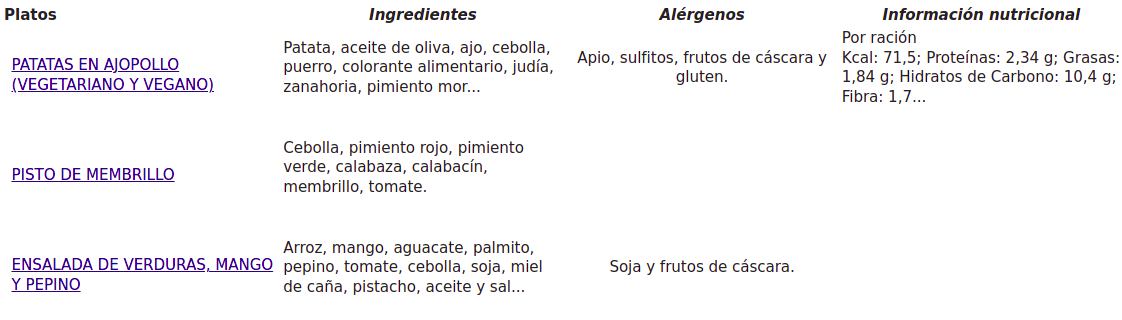 Platos Ingredientes Alérgenos Información nutricional
PATATAS EN AJOPOLLO
(VEGETARIANO Y VEGANO)
Patata, aceite de oliva, ajo, cebolla,
puerro, colorante alimentario, judía,
zanahoria, pimiento mor...
Apio, sulfitos, frutos de cáscara y
gluten.
Por ración
Kcal: 71,5; Proteínas: 2,34 g; Grasas:
1,84 g; Hidratos de Carbono: 10,4 g;
Fibra: 1,7...
PISTO DE MEMBRILLO
Cebolla, pimiento rojo, pimiento
verde, calabaza, calabacín,
membrillo, tomate.
ENSALADA DE VERDURAS, MANGO
Y PEPINO
Arroz, mango, aguacate, palmito,
pepino, tomate, cebolla, soja, miel
de caña, pistacho, aceite y sal...
Soja y frutos de cáscara.